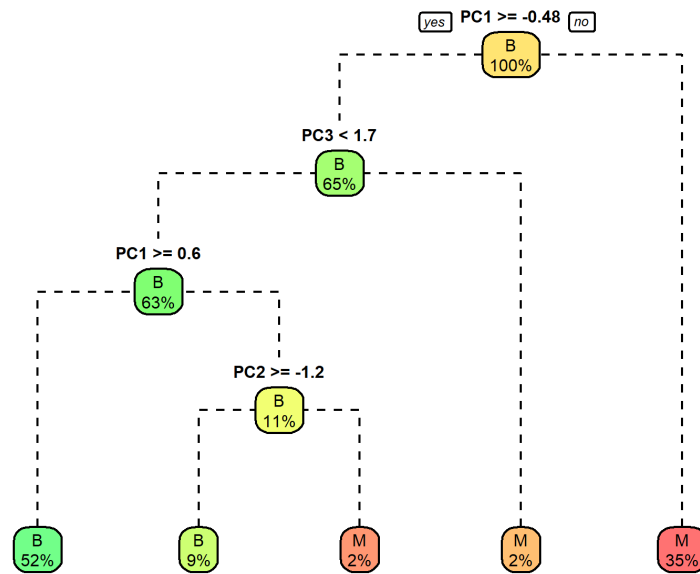 yes PC1 >= -0.48 no
B
100%
PC3 < 1.7
B
65%
PC1 >= 0.6
B
63%
PC2 >= -1.2
B
11%
B
52%
B
9%
M
2%
M
2%
M
35%